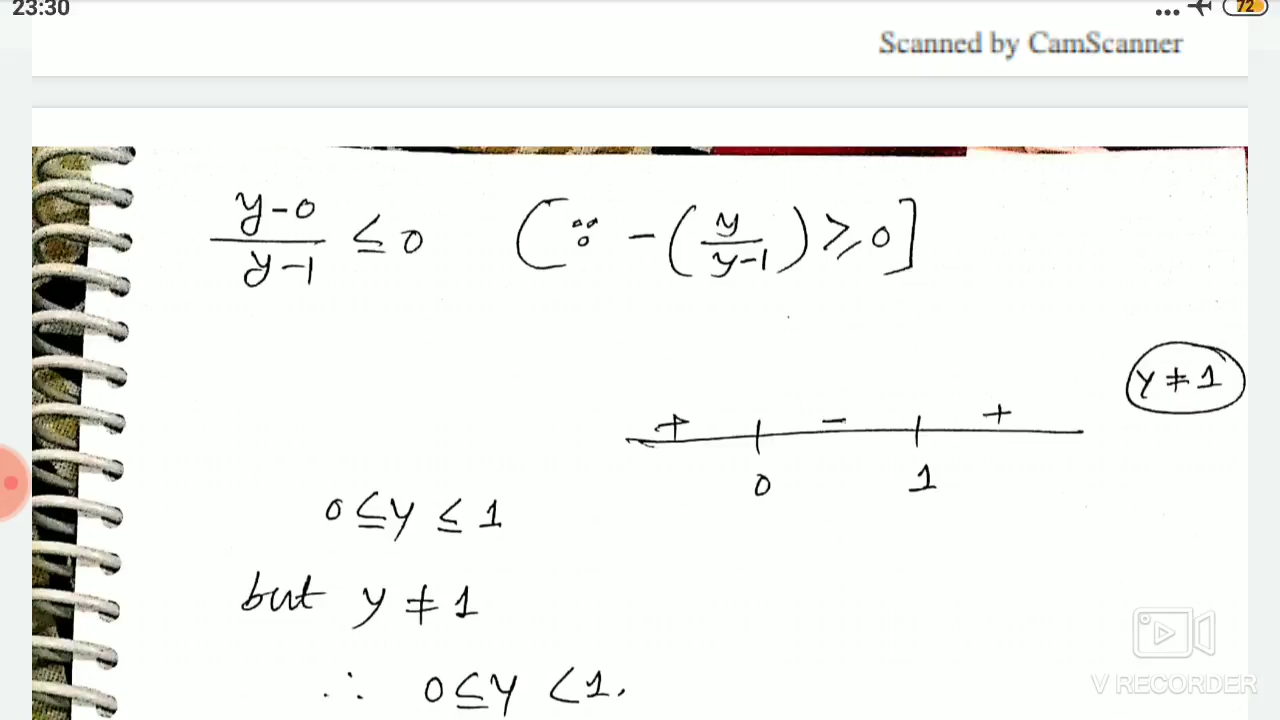 23:30 ... 72
Scanned by CamScanner
y-0/y-1 ≤ 0 (∵ -(y/y-1) ≥ 0]
y ≠ 1
+ - +
0 1
0 ≤ y ≤ 1
but y ≠ 1
∴ 0 ≤ y < 1.
V RECORDER